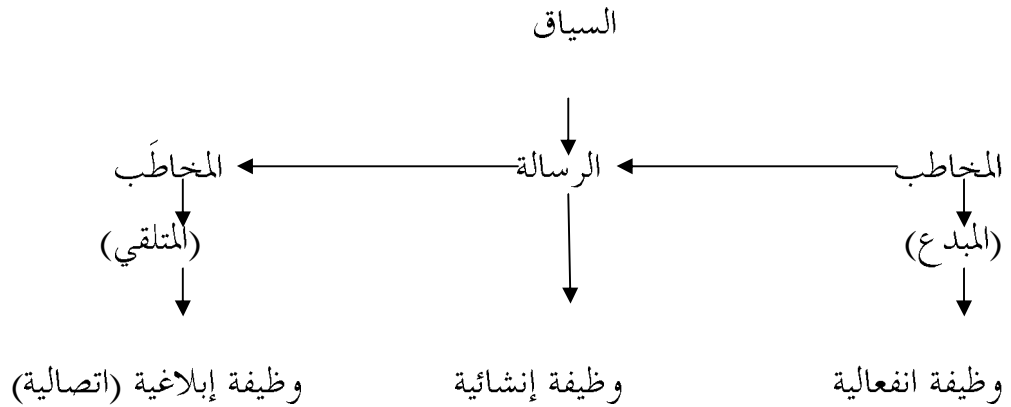 السياق
المخاطب الرسالة المخاطَب
(المبدع) (المتلقي)
وظيفة انفعالية وظيفة إنشائية وظيفة إبلاغية (اتصالية)